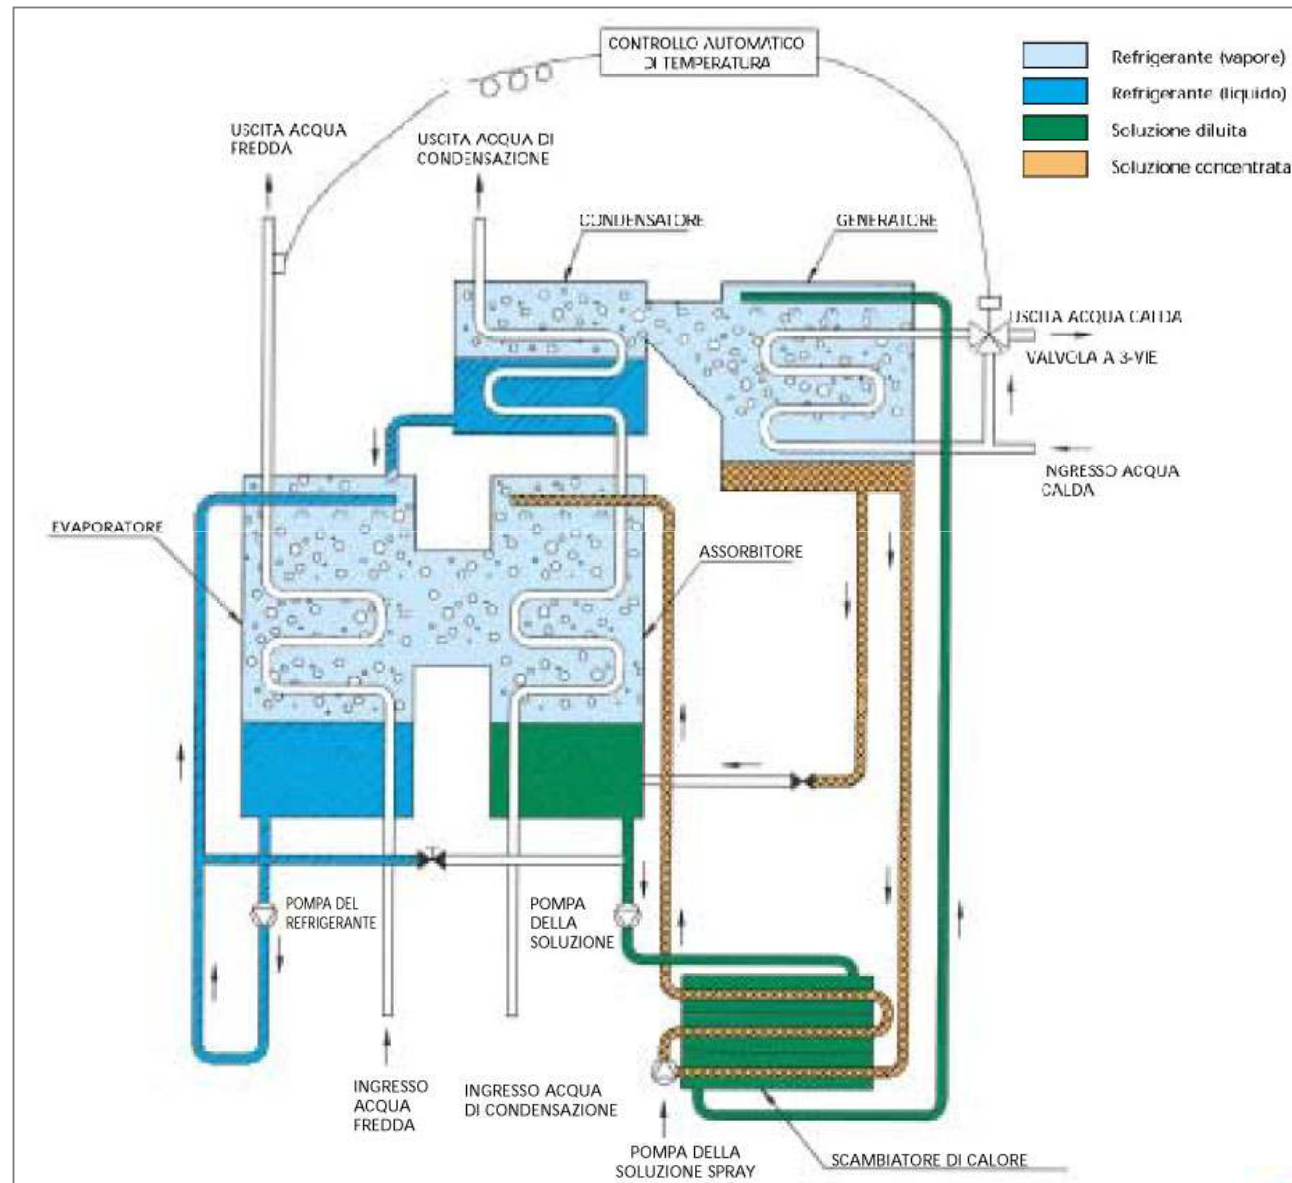 CONTROLLO AUTOMATICO
DI TEMPERATURA
Refrigerante (vapore)
Refrigerante (liquido)
Soluzione diluita
Soluzione concentrata
USCITA ACQUA
FREDDA
USCITA ACQUA DI
CONDENSAZIONE
CONDENSATORE
GENERATORE
USCITA ACQUA CALDA
VALVOLA A 3-VIE
INGRESSO ACQUA
CALDA
EVAPORATORE
ASSORBITORE
POMPA DEL
REFRIGERANTE
POMPA
DELLA
SOLUZIONE
INGRESSO
ACQUA
FREDDA
INGRESSO ACQUA
DI CONDENSAZIONE
POMPA DELLA
SOLUZIONE SPRAY
SCAMBIATORE DI CALORE